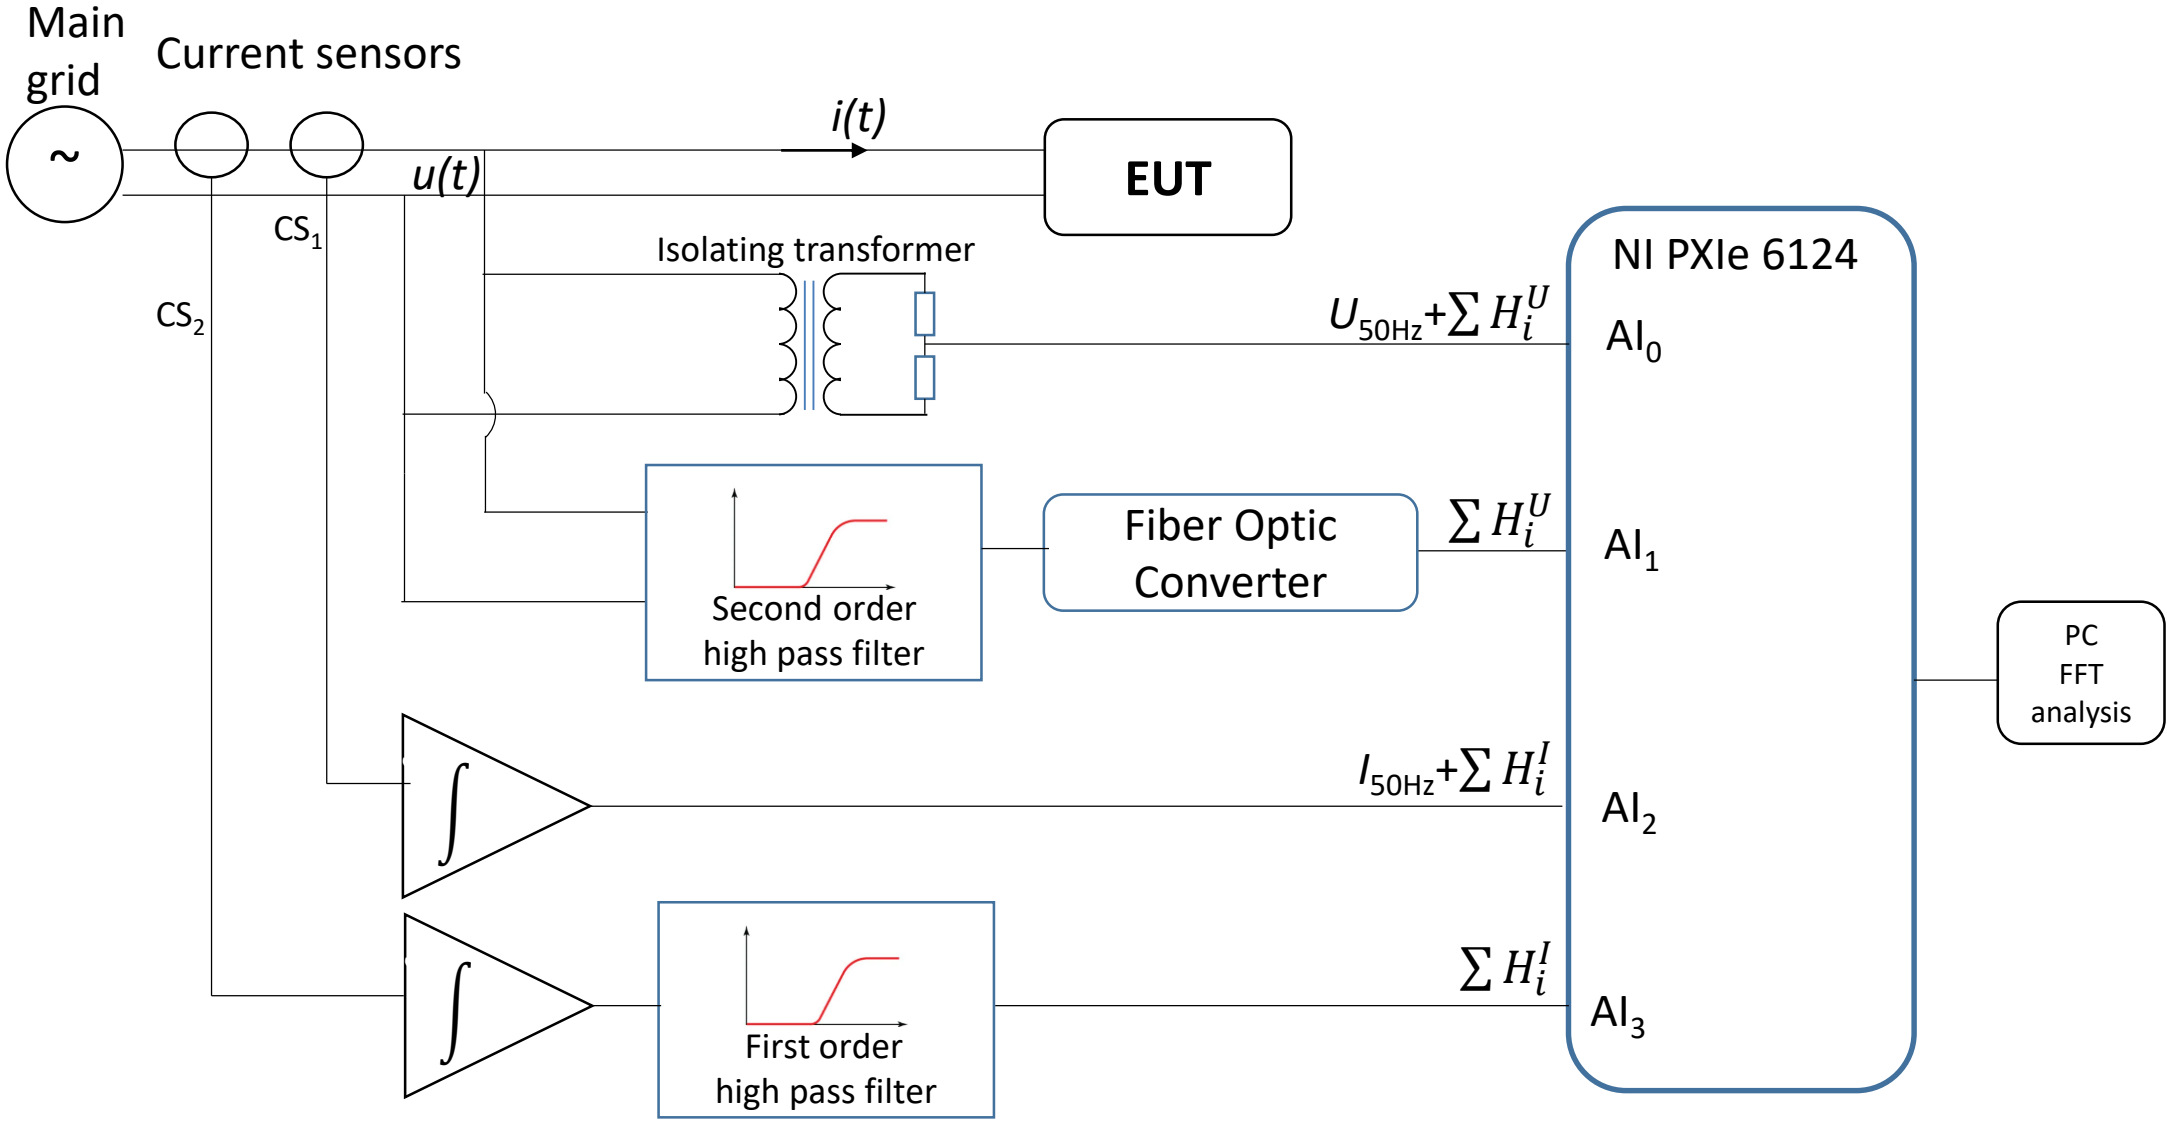 Main
grid
Current sensors
~
i(t)
u(t)
EUT
CS₁
CS₂
Isolating transformer
NI PXIe 6124
U₅₀Hz+∑ Hᵢᵁ
AI₀
∑ Hᵢᵁ
Fiber Optic
Converter
AI₁
Second order
high pass filter
PC
FFT
analysis
∫
I₅₀Hz+∑ Hᵢᴵ
AI₂
∫
∑ Hᵢᴵ
AI₃
First order
high pass filter